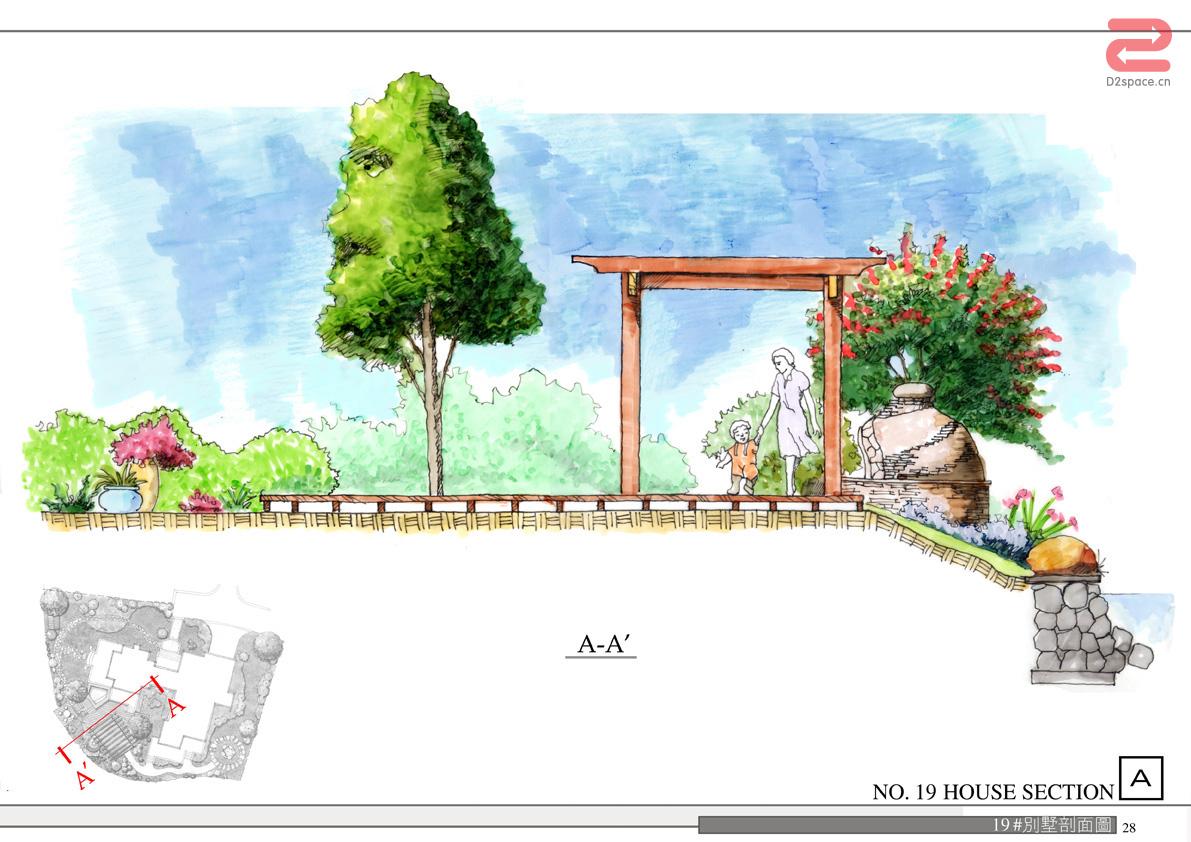 D2space.cn
A-A′
A
A′
NO. 19 HOUSE SECTION
A
19#別墅剖面圖
28